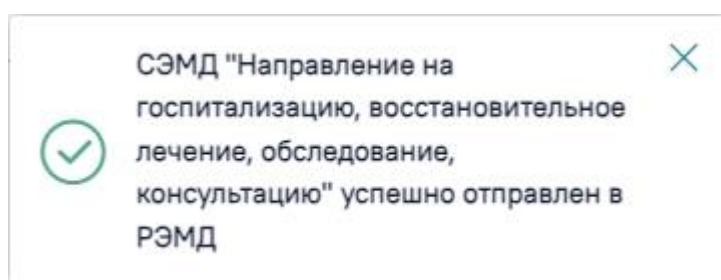 СЭМД "Направление на
госпитализацию, восстановительное
лечение, обследование,
консультацию" успешно отправлен в
РЭМД